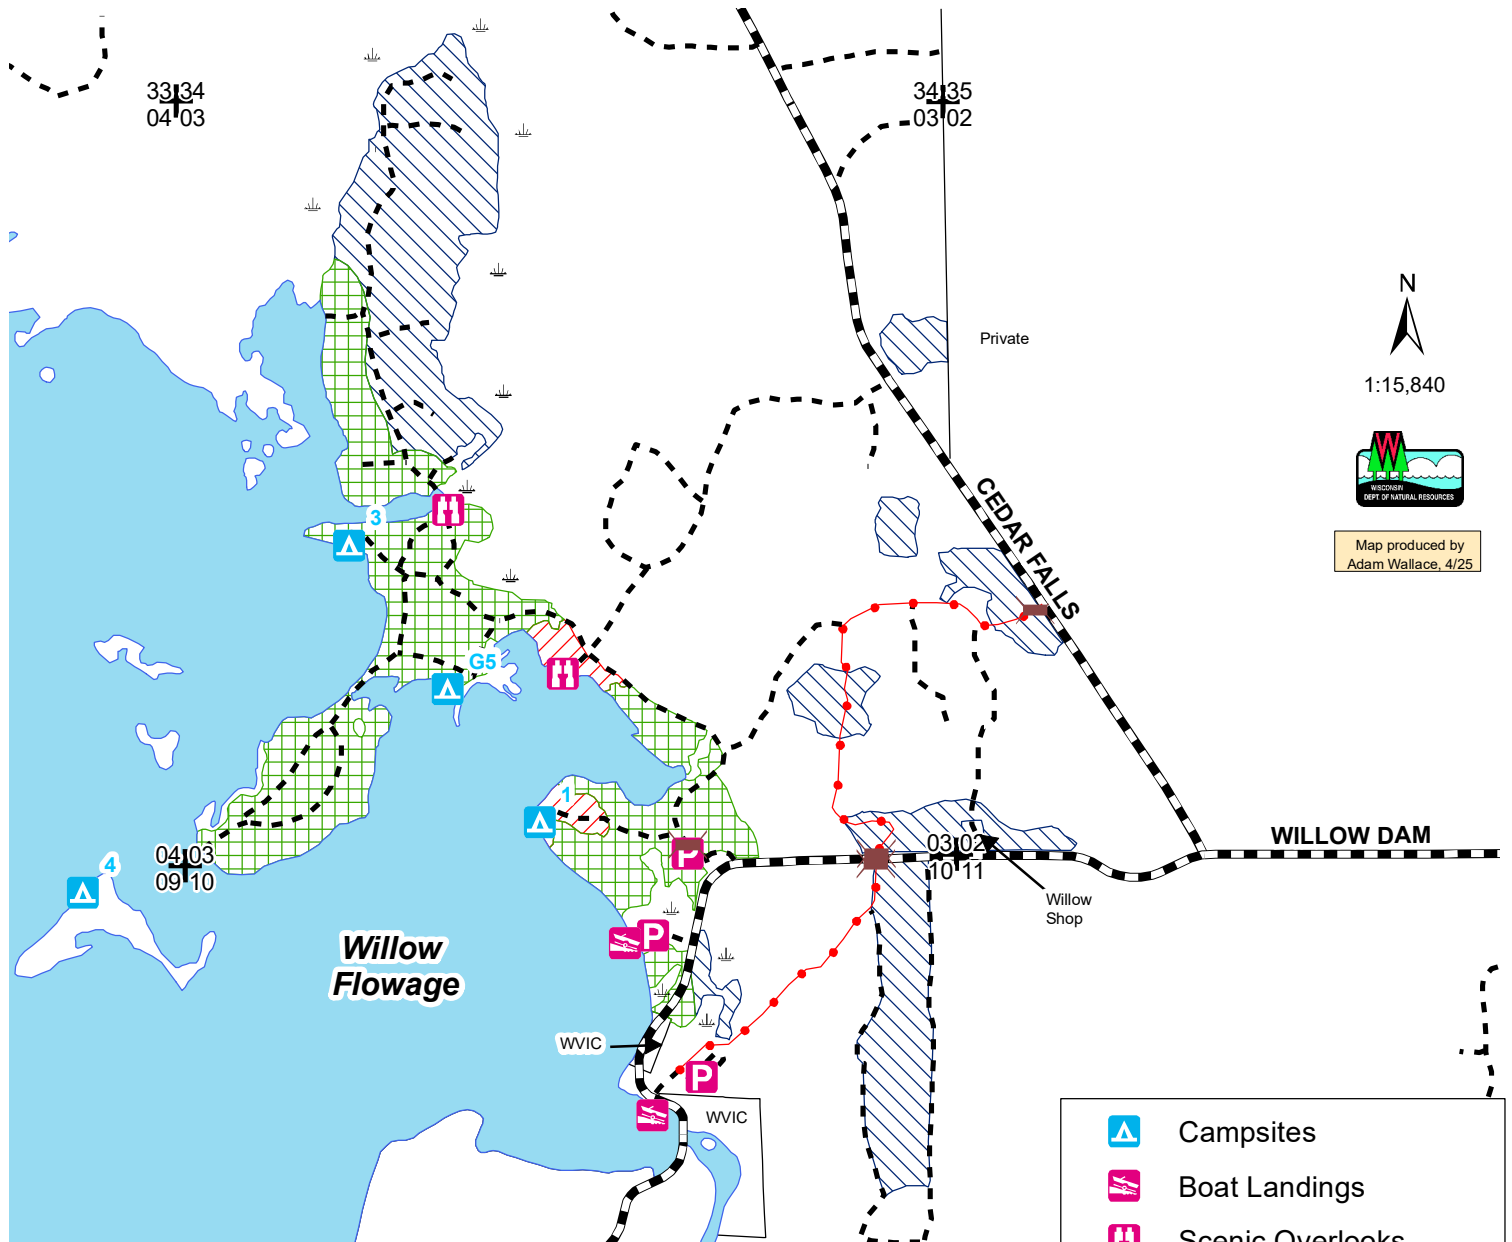 33 34
04 03
34 35
03 02
N
Private
1:15,840
W
WISCONSIN
DEPT. OF NATURAL RESOURCES
CEDAR FALLS
3
Map produced by
Adam Wallace, 4/25
G5
1
WILLOW DAM
03 02
10 11
04 03
09 10
4
P
Willow
Shop
P
Willow
Flowage
WVIC
P
WVIC
Campsites
Boat Landings
Scenic Overlooks